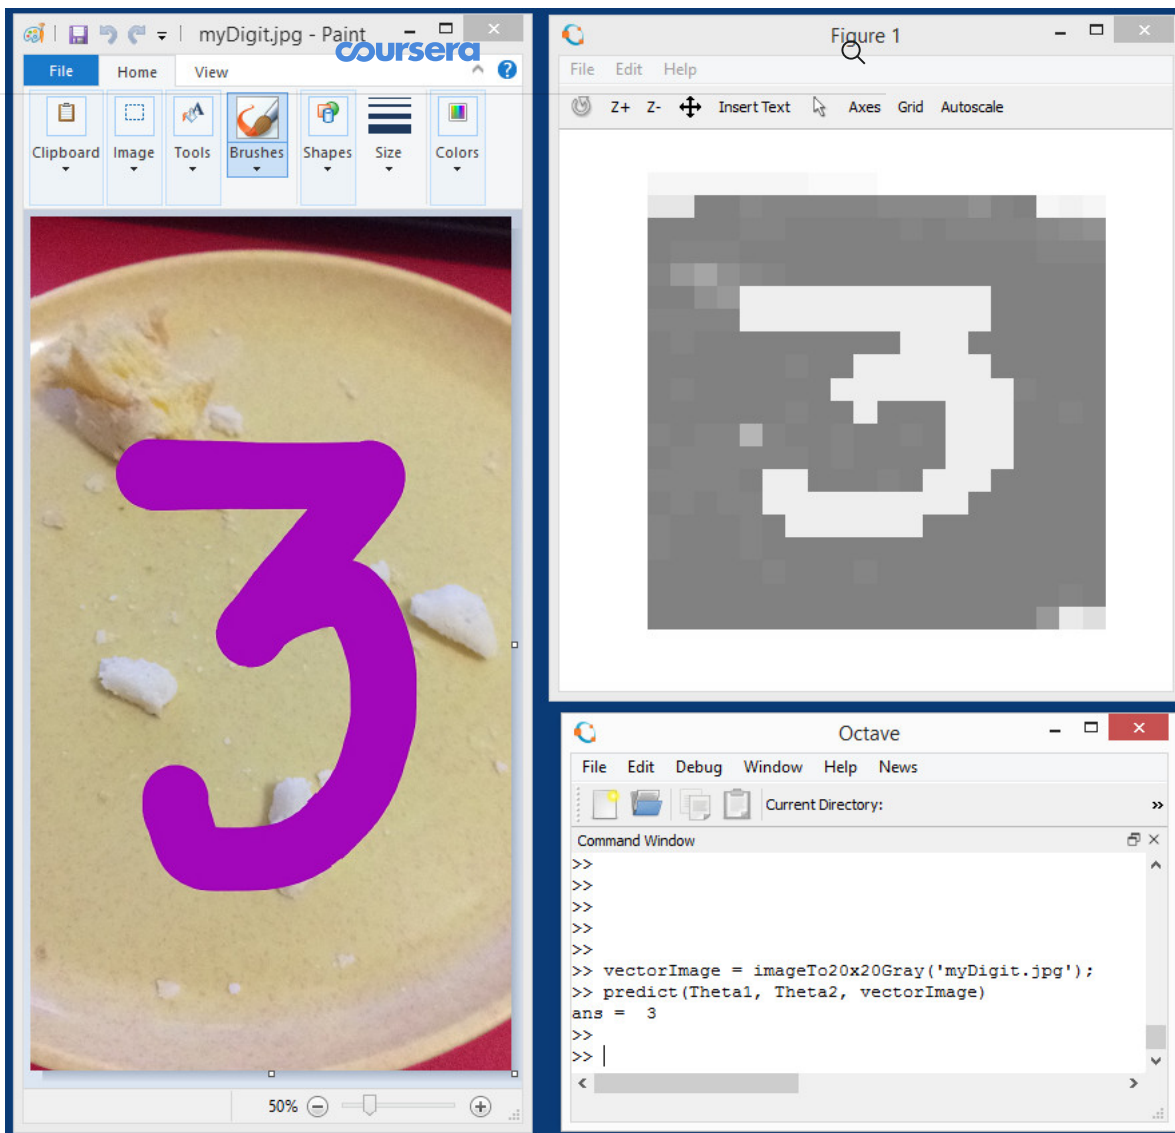 myDigit.jpg - Paint
coursera
File Home View
Clipboard Image Tools Brushes Shapes Size Colors
3
50%
Figure 1
File Edit Help
Z+ Z- Insert Text Axes Grid Autoscale
3
Octave
File Edit Debug Window Help News
Current Directory:
Command Window
>>
>>
>>
>>
>>
>> vectorImage = imageTo20x20Gray('myDigit.jpg');
>> predict(Theta1, Theta2, vectorImage)
ans = 3
>>
>>